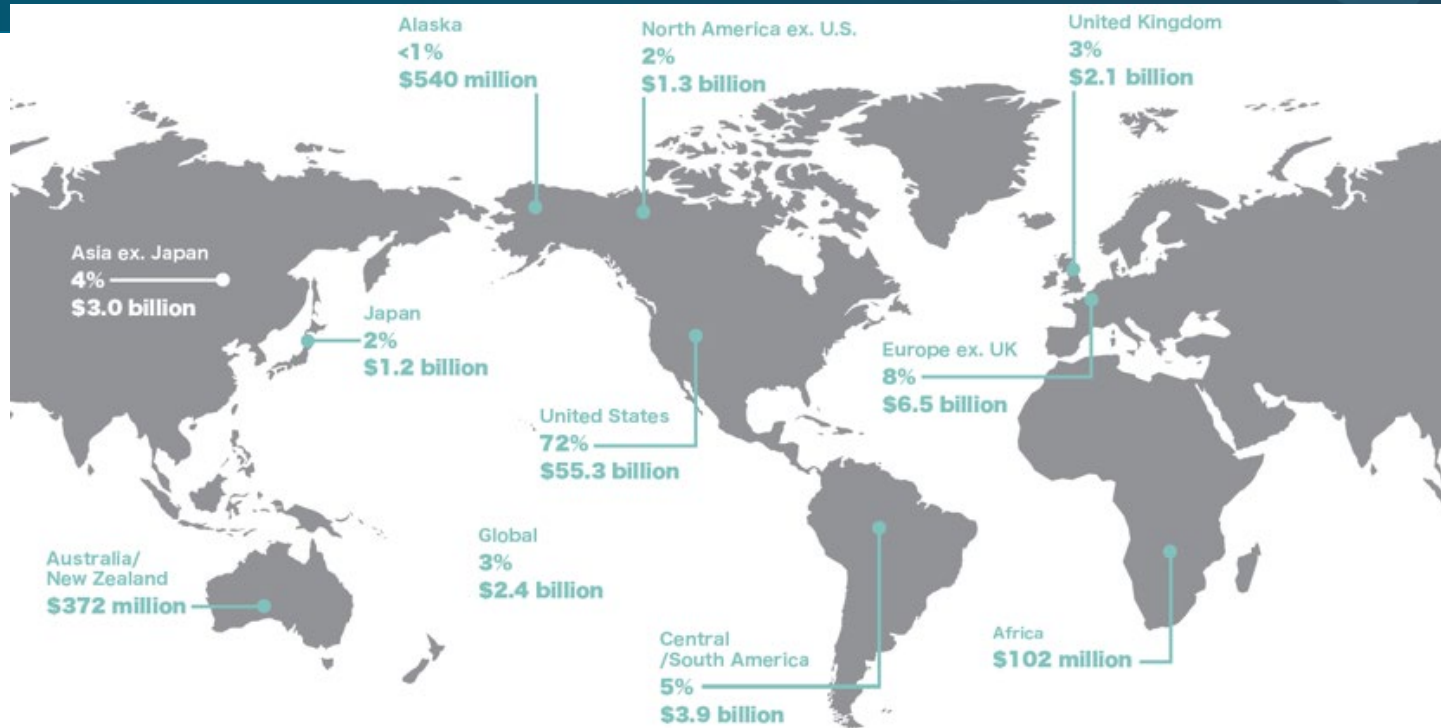 Alaska
<1%
$540 million
North America ex. U.S.
2%
$1.3 billion
United Kingdom
3%
$2.1 billion
Asia ex. Japan
4%
$3.0 billion
Japan
2%
$1.2 billion
Europe ex. UK
8%
$6.5 billion
United States
72%
$55.3 billion
Global
3%
$2.4 billion
Australia/
New Zealand
$372 million
Central
/South America
5%
$3.9 billion
Africa
$102 million